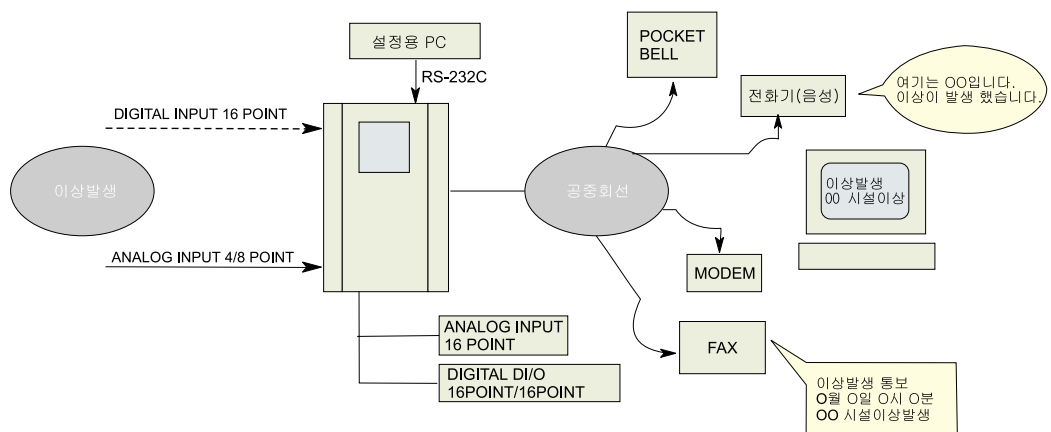 설정용 PC
RS-232C
POCKET
BELL
전화기(음성)
여기는 OO입니다.
이상이 발생 했습니다.
DIGITAL INPUT 16 POINT
이상발생
공중회선
이상발생
OO 시설이상
ANALOG INPUT 4/8 POINT
MODEM
ANALOG INPUT
16 POINT
FAX
DIGITAL DI/O
16POINT/16POINT
이상발생 통보
O월 O일 O시 O분
OO 시설이상발생